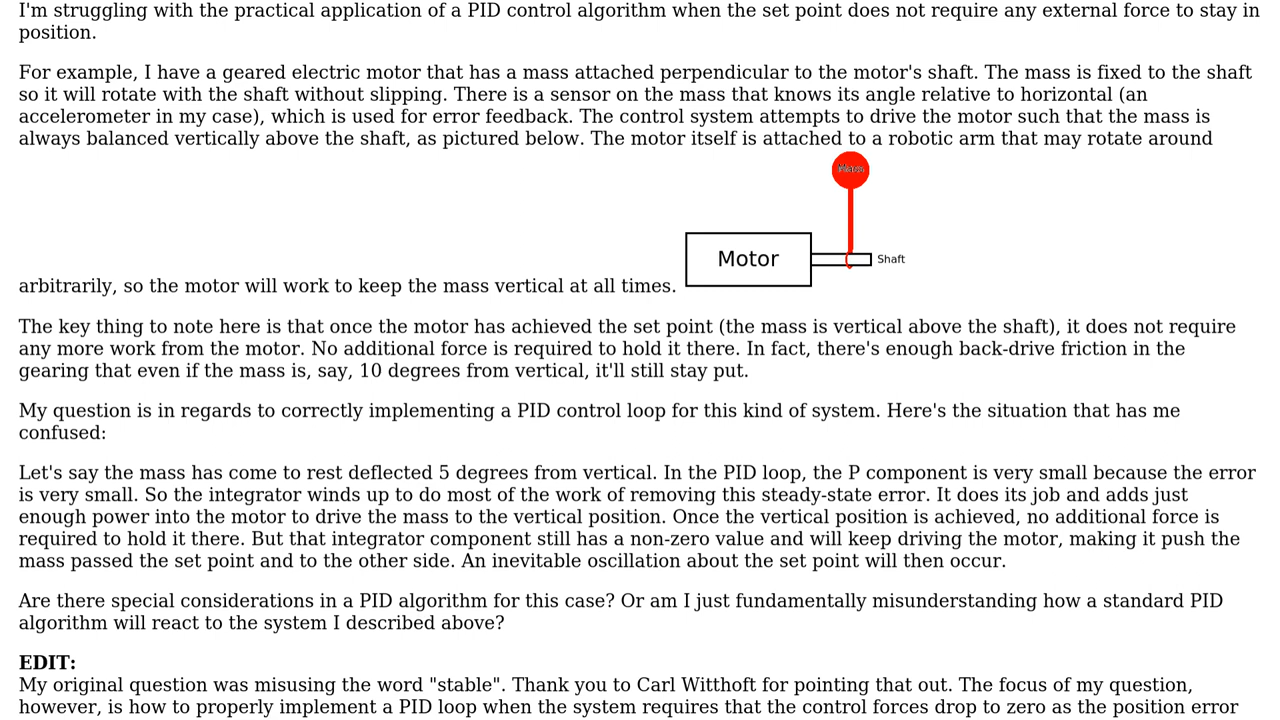 I'm struggling with the practical application of a PID control algorithm when the set point does not require any external force to stay in
position.
For example, I have a geared electric motor that has a mass attached perpendicular to the motor's shaft. The mass is fixed to the shaft
so it will rotate with the shaft without slipping. There is a sensor on the mass that knows its angle relative to horizontal (an
accelerometer in my case), which is used for error feedback. The control system attempts to drive the motor such that the mass is
always balanced vertically above the shaft, as pictured below. The motor itself is attached to a robotic arm that may rotate around
Mass
Motor
Shaft
arbitrarily, so the motor will work to keep the mass vertical at all times.
The key thing to note here is that once the motor has achieved the set point (the mass is vertical above the shaft), it does not require
any more work from the motor. No additional force is required to hold it there. In fact, there's enough back-drive friction in the
gearing that even if the mass is, say, 10 degrees from vertical, it'll still stay put.
My question is in regards to correctly implementing a PID control loop for this kind of system. Here's the situation that has me
confused:
Let's say the mass has come to rest deflected 5 degrees from vertical. In the PID loop, the P component is very small because the error
is very small. So the integrator winds up to do most of the work of removing this steady-state error. It does its job and adds just
enough power into the motor to drive the mass to the vertical position. Once the vertical position is achieved, no additional force is
required to hold it there. But that integrator component still has a non-zero value and will keep driving the motor, making it push the
mass passed the set point and to the other side. An inevitable oscillation about the set point will then occur.
Are there special considerations in a PID algorithm for this case? Or am I just fundamentally misunderstanding how a standard PID
algorithm will react to the system I described above?
EDIT:
My original question was misusing the word "stable". Thank you to Carl Witthoft for pointing that out. The focus of my question,
however, is how to properly implement a PID loop when the system requires that the control forces drop to zero as the position error